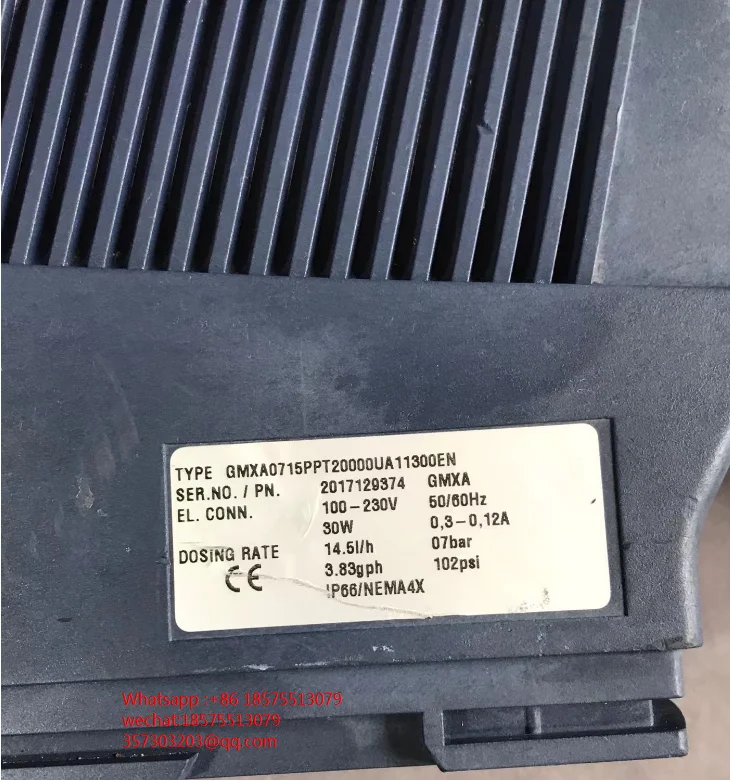 TYPE GMXA0715PPT20000UA11300EN
SER.NO. / PN. 2017129374 GMXA
EL. CONN. 100-230V 50/60Hz
30W 0,3-0,12A
DOSING RATE 14.5l/h 07bar
3.83gph 102psi
CE IP66/NEMA4X
Whatsapp :+86 18575513079
wechat:18575513079
357303203@qq.com